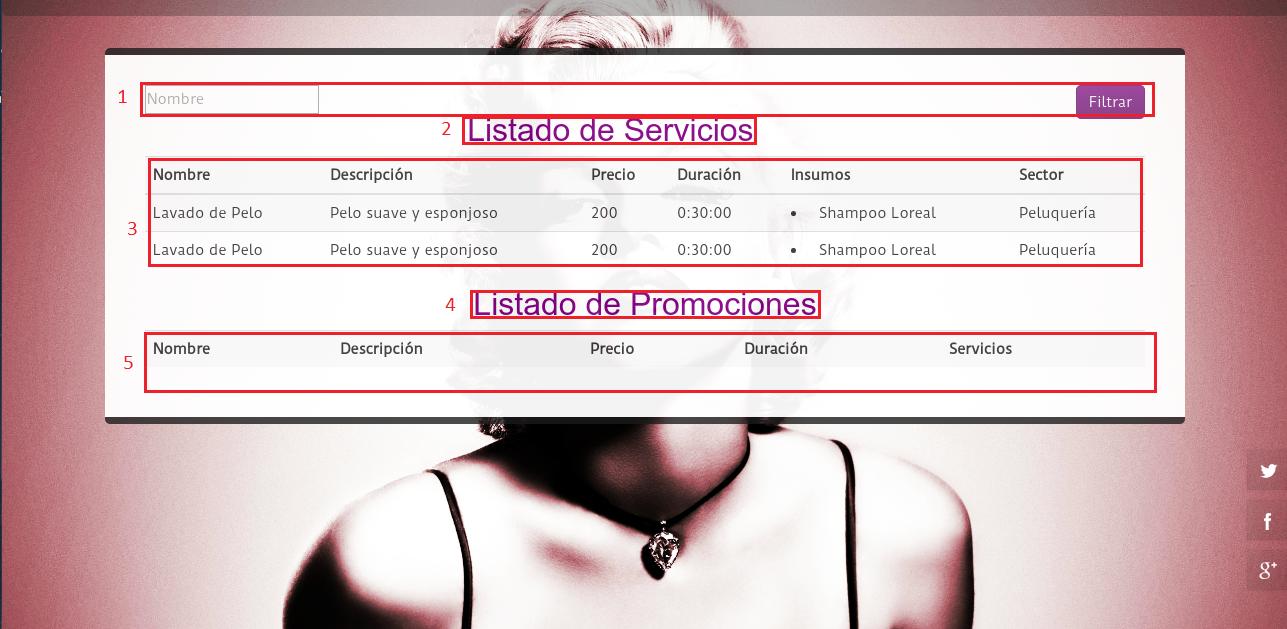 1 Nombre Filtrar
2 Listado de Servicios
Nombre Descripción Precio Duración Insumos Sector
3 Lavado de Pelo Pelo suave y esponjoso 200 0:30:00 • Shampoo Loreal Peluquería
Lavado de Pelo Pelo suave y esponjoso 200 0:30:00 • Shampoo Loreal Peluquería
4 Listado de Promociones
Nombre Descripción Precio Duración Servicios
5
g+